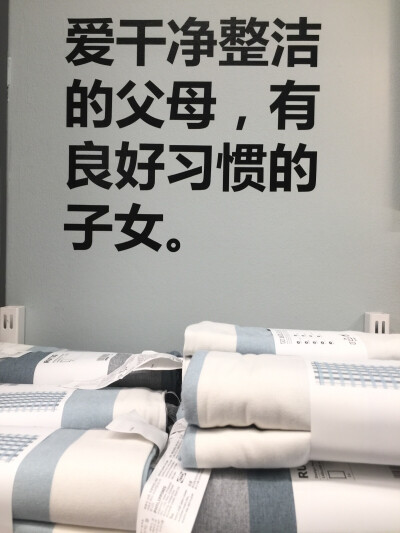 爱干净整洁
的父母，有
良好习惯的
子女。